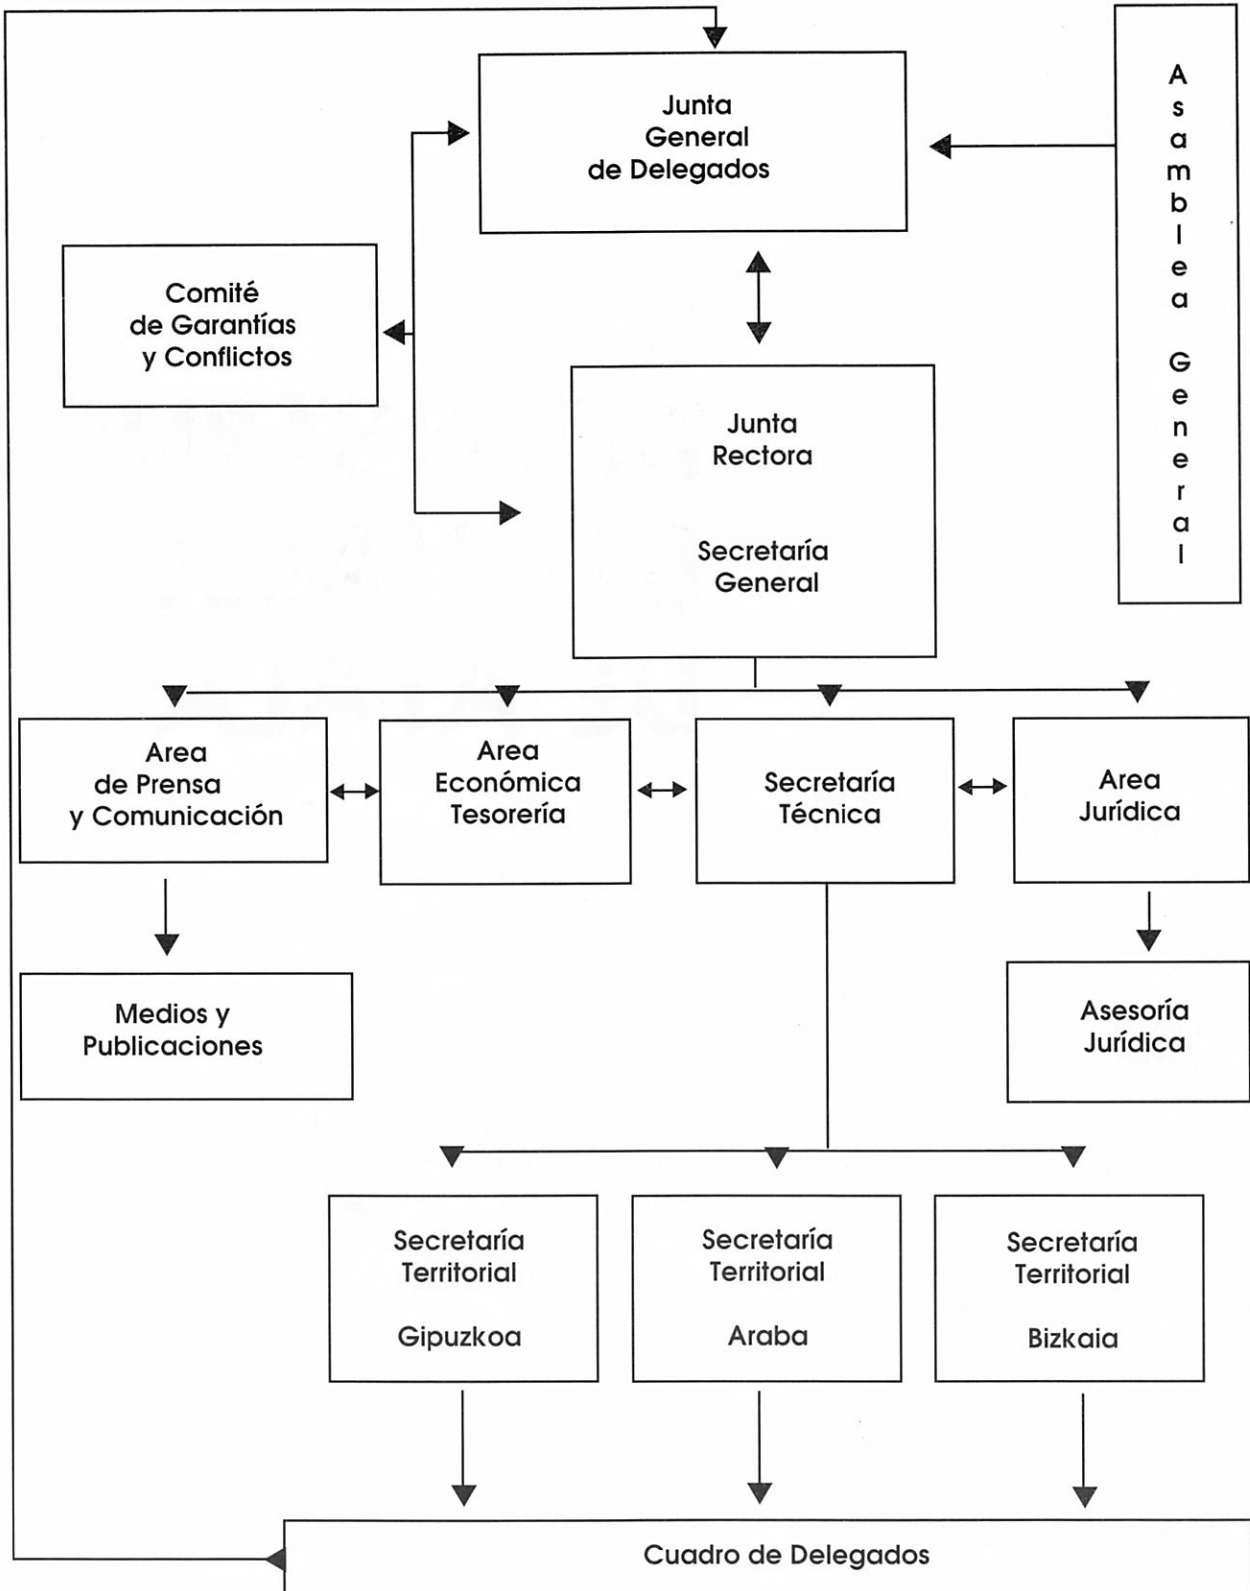 Junta
General
de Delegados
Asamblea General
Comité
de Garantías
y Conflictos
Junta
Rectora
Secretaría
General
Area
de Prensa
y Comunicación
Area
Económica
Tesorería
Secretaría
Técnica
Area
Jurídica
Medios y
Publicaciones
Asesoría
Jurídica
Secretaría
Territorial
Gipuzkoa
Secretaría
Territorial
Araba
Secretaría
Territorial
Bizkaia
Cuadro de Delegados